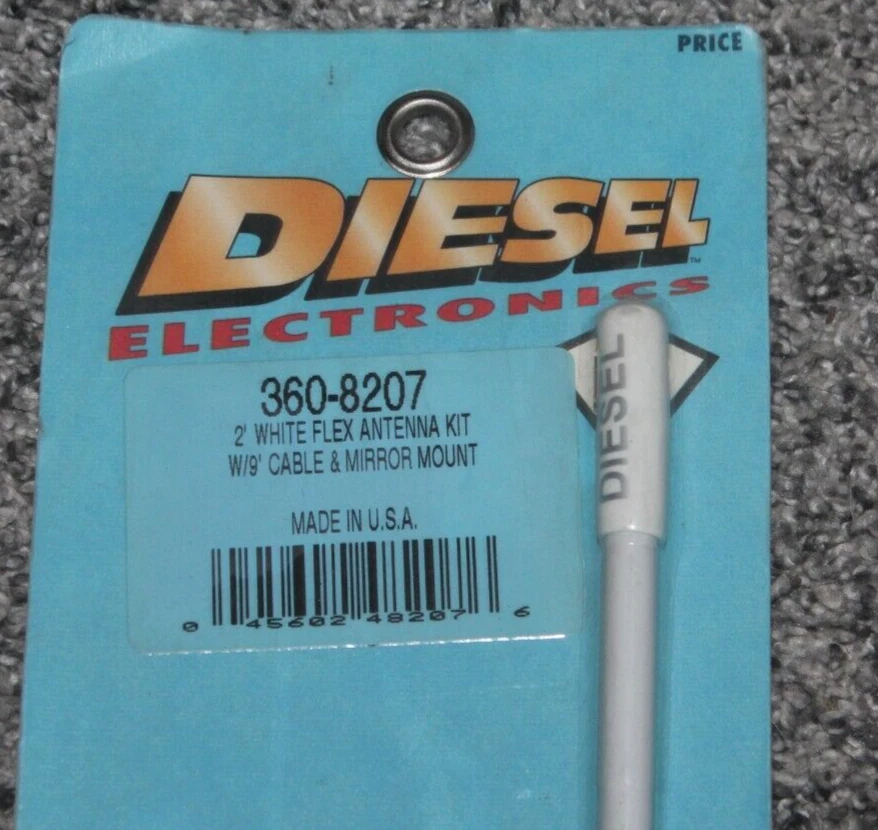 PRICE
DIESEL
™
ELECTRONICS
360-8207
2' WHITE FLEX ANTENNA KIT
W/9' CABLE & MIRROR MOUNT
MADE IN U.S.A.
0 45602 48207 6
DIESEL